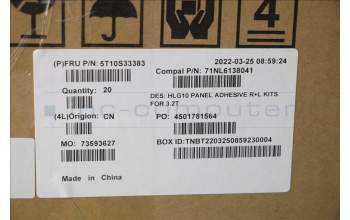 (P)FRU P/N: 5T10S33383
2022-03-25 08:59:24
Compal P/N: 71NL6138041
Quantity: 20
DES: HLG10 PANEL ADHESIVE R+L KITS
FOR 3.2T
(4L)Origion: CN
PO: 4501781564
MO: 73593627
BOX ID:TNBT2203250859230004
Made in China